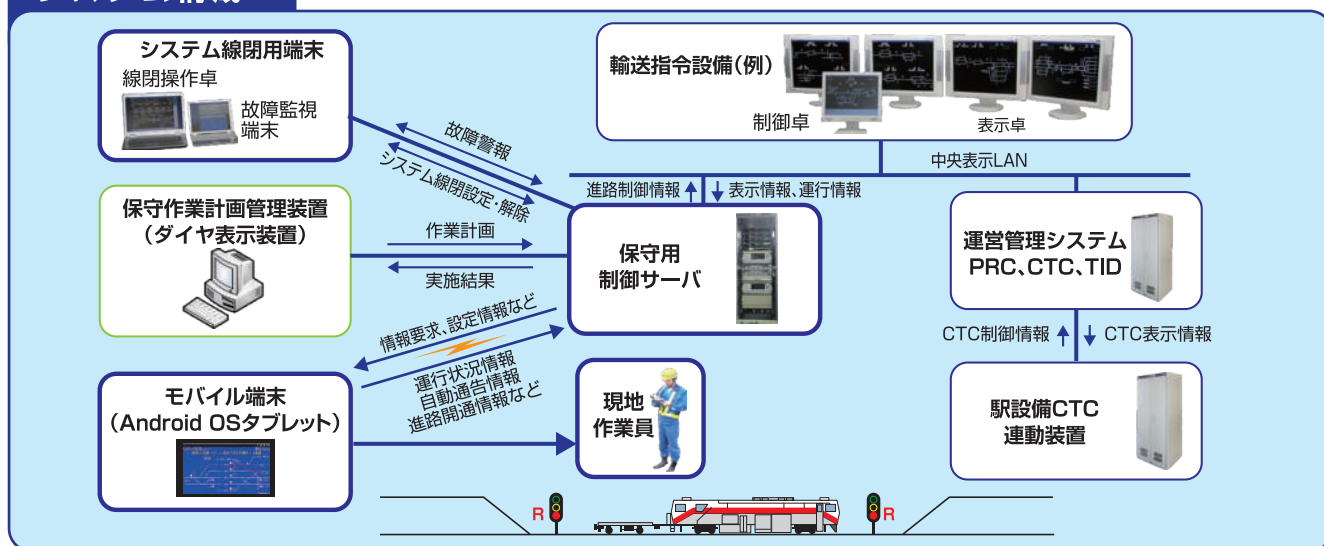 システム線閉用端末
線閉操作卓
故障監視
端末
輸送指令設備(例)
制御卓
表示卓
中央表示LAN
故障警報
システム線閉設定・解除
進路制御情報
表示情報、運行情報
保守作業計画管理装置
(ダイヤ表示装置)
作業計画
実施結果
保守用
制御サーバ
運営管理システム
PRC、CTC、TID
CTC制御情報
CTC表示情報
情報要求、設定情報など
運行状況情報
自動通告情報
進路開通情報など
モバイル端末
(Android OSタブレット)
現地
作業員
駅設備CTC
連動装置
R
R